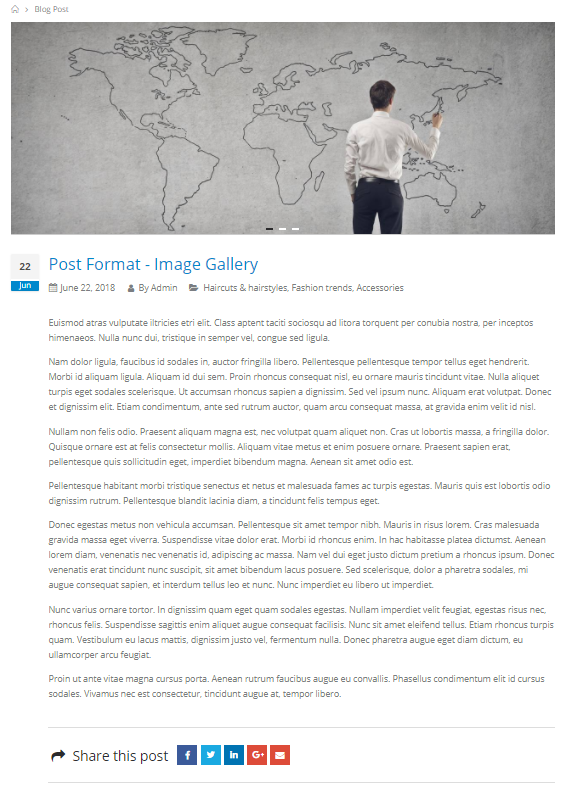 Blog Post
22
Jun
Post Format - Image Gallery
June 22, 2018 By Admin Haircuts & hairstyles, Fashion trends, Accessories
Euismod atras vulputate iltricies etri elit. Class aptent taciti sociosqu ad litora torquent per conubia nostra, per inceptos
himenaeos. Nulla nunc dui, tristique in semper vel, congue sed ligula.
Nam dolor ligula, faucibus id sodales in, auctor fringilla libero. Pellentesque pellentesque tempor tellus eget hendrerit.
Morbi id aliquam ligula. Aliquam id dui sem. Proin rhoncus consequat nisl, eu ornare mauris tincidunt vitae. Nulla aliquet
turpis eget sodales scelerisque. Ut accumsan rhoncus sapien a dignissim. Sed vel ipsum nunc. Aliquam erat volutpat. Donec
et dignissim elit. Etiam condimentum, ante sed rutrum auctor, quam arcu consequat massa, at gravida enim velit id nisl.
Nullam non felis odio. Praesent aliquam magna est, nec volutpat quam aliquet non. Cras ut lobortis massa, a fringilla dolor.
Quisque ornare est at felis consectetur mollis. Aliquam vitae metus et enim posuere ornare. Praesent sapien erat,
pellentesque quis sollicitudin eget, imperdiet bibendum magna. Aenean sit amet odio est.
Pellentesque habitant morbi tristique senectus et netus et malesuada fames ac turpis egestas. Mauris quis est lobortis odio
dignissim rutrum. Pellentesque blandit lacinia diam, a tincidunt felis tempus eget.
Donec egestas metus non vehicula accumsan. Pellentesque sit amet tempor nibh. Mauris in risus lorem. Cras malesuada
gravida massa eget viverra. Suspendisse vitae dolor erat. Morbi id rhoncus enim. In hac habitasse platea dictumst. Aenean
lorem diam, venenatis nec venenatis id, adipiscing ac massa. Nam vel dui eget justo dictum pretium a rhoncus ipsum. Donec
venenatis erat tincidunt nunc suscipit, sit amet bibendum lacus posuere. Sed scelerisque, dolor a pharetra sodales, mi
augue consequat sapien, et interdum tellus leo et nunc. Nunc imperdiet eu libero ut imperdiet.
Nunc varius ornare tortor. In dignissim quam eget quam sodales egestas. Nullam imperdiet velit feugiat, egestas risus nec,
rhoncus felis. Suspendisse sagittis enim aliquet augue consequat facilisis. Nunc sit amet eleifend tellus. Etiam rhoncus turpis
quam. Vestibulum eu lacus mattis, dignissim justo vel, fermentum nulla. Donec pharetra augue eget diam dictum, eu
ullamcorper arcu feugiat.
Proin ut ante vitae magna cursus porta. Aenean rutrum faucibus augue eu convallis. Phasellus condimentum elit id cursus
sodales. Vivamus nec est consectetur, tincidunt augue at, tempor libero.
Share this post